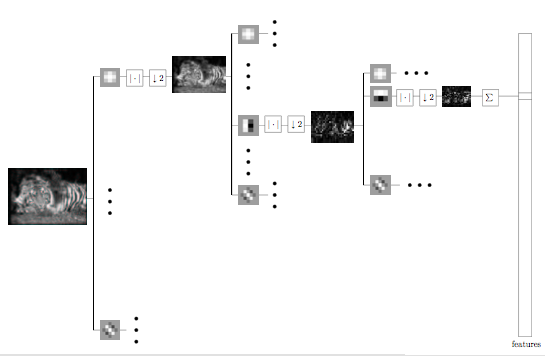 |·| ↓2
|·| ↓2
|·| ↓2 Σ
features